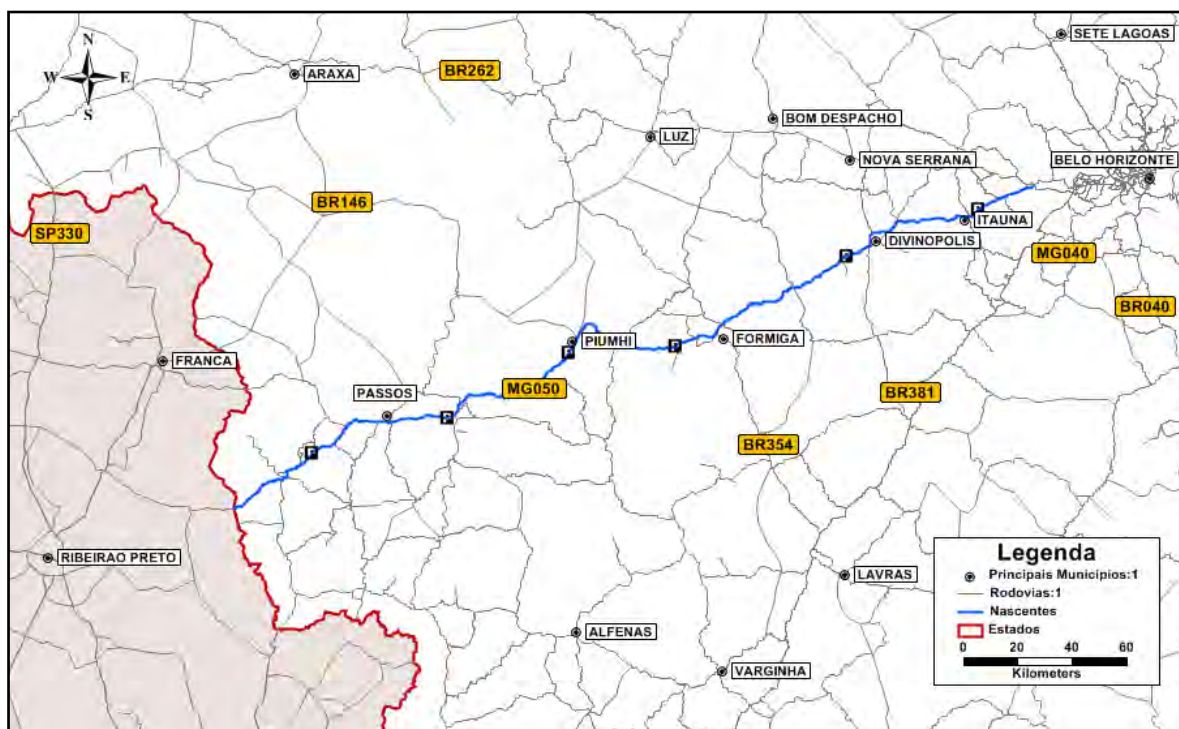 SETE LAGOAS
N
W E
S
ARAXA
BR262
BOM DESPACHO
LUZ
NOVA SERRANA
BELO HORIZONTE
BR146
SP330
ITAUNA
DIVINOPOLIS
MG040
BR040
PIUMHI
FORMIGA
FRANCA
MG050
BR381
PASSOS
BR354
P
P
P
P
P
P
RIBEIRAO PRETO
LAVRAS
ALFENAS
VARGINHA
Legenda
Principais Municípios:1
Rodovias:1
Nascentes
Estados
0 20 40 60
Kilometers